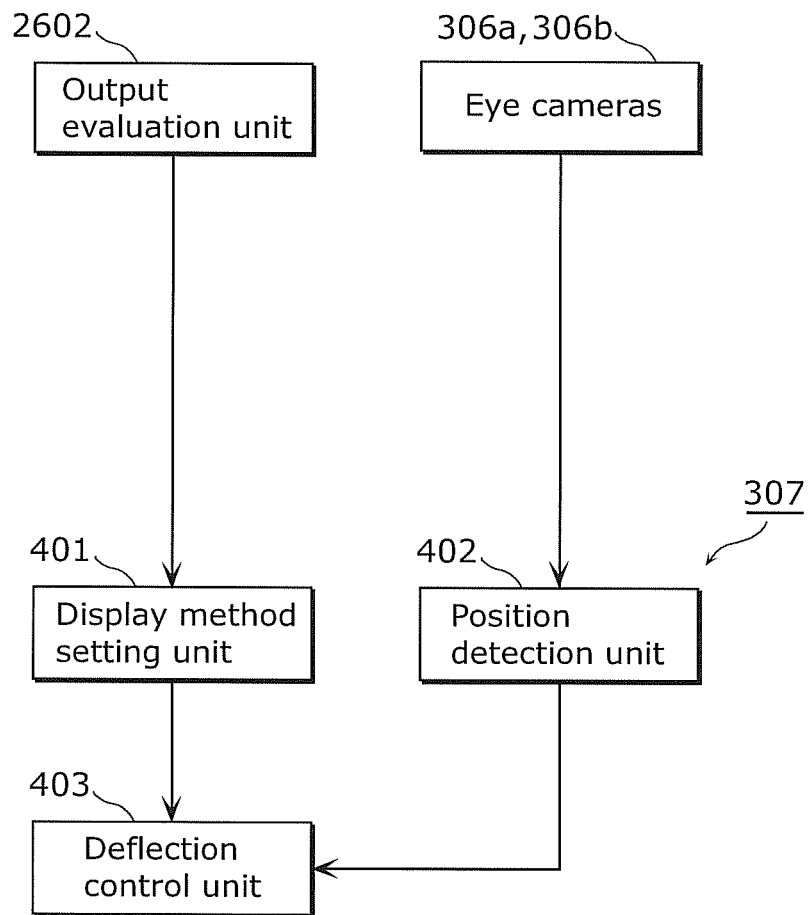 2602
Output
evaluation unit
306a,306b
Eye cameras
307
401
Display method
setting unit
402
Position
detection unit
403
Deflection
control unit